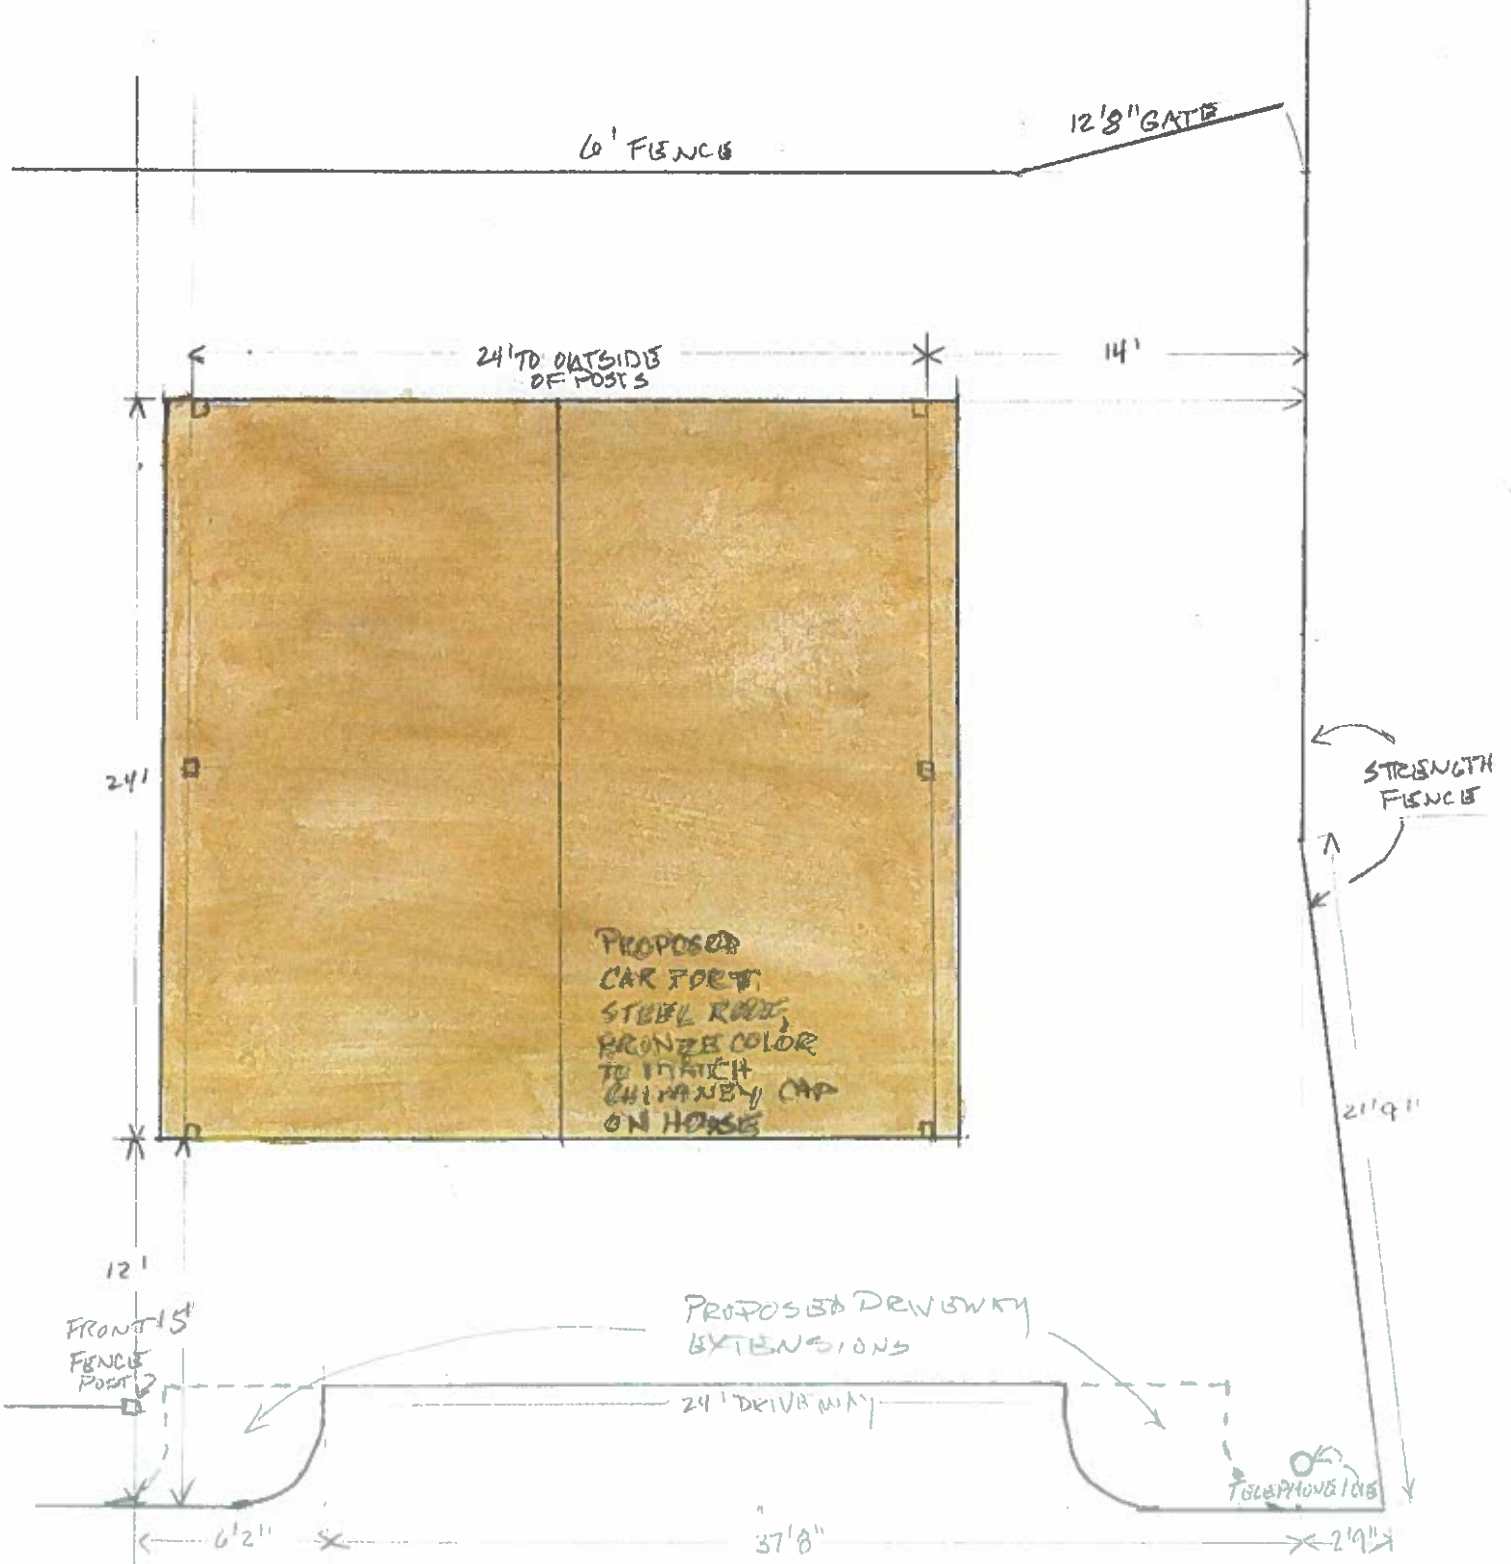 12'8" GATE
6' FENCE
24' TO OUTSIDE
OF POSTS
14'
24'
STRENGTH
FENCE
PROPOSED
CAR PORT,
STEEL ROOF,
BRONZE COLOR
TO MATCH
CHIMNEY CAP
ON HOUSE
21'9"
12'
FRONT 15'
FENCE
POST
PROPOSED DRIVEWAY
EXTENSIONS
24' DRIVEWAY
TELEPHONE
6'2"
37'8"
2'9"